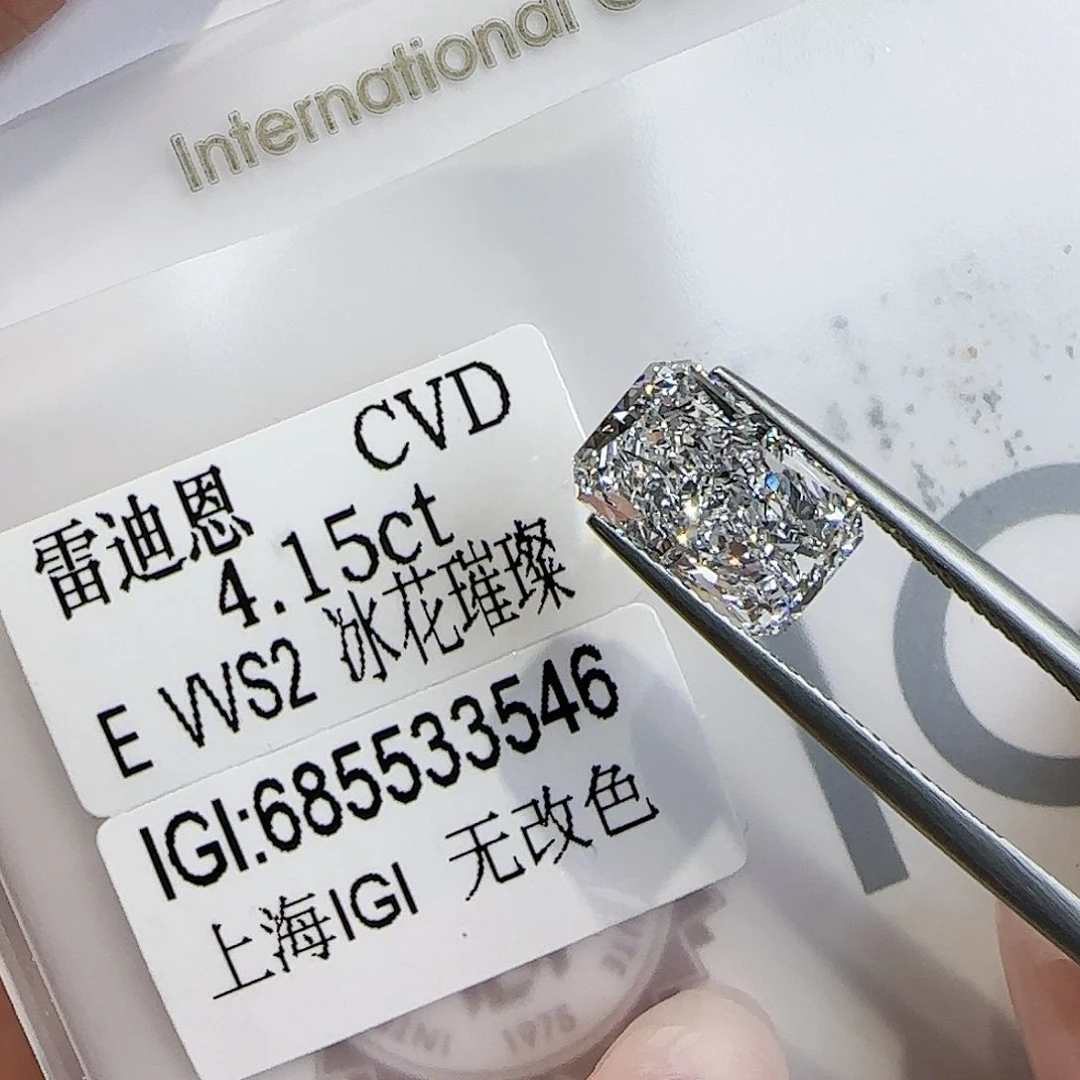 International
CVD
雷迪恩
4.15ct
E VVS2 冰花璀璨
IGI:685533546
上海IGI 无改色
1975